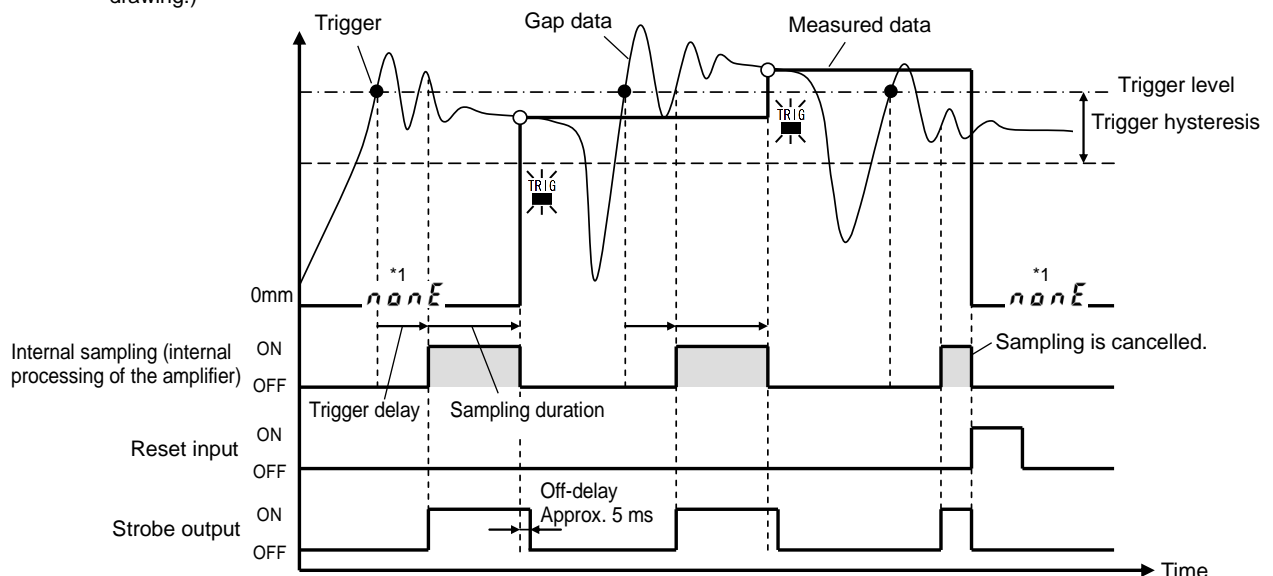 drawing.)
Trigger
Gap data
Measured data
Trigger level
Trigger hysteresis
TRIG
TRIG
*1
nonE
*1
nonE
0mm
Internal sampling (internal
processing of the amplifier)
ON
OFF
Sampling is cancelled.
Trigger delay
Sampling duration
Reset input
ON
OFF
Off-delay
Approx. 5 ms
Strobe output
ON
OFF
Time